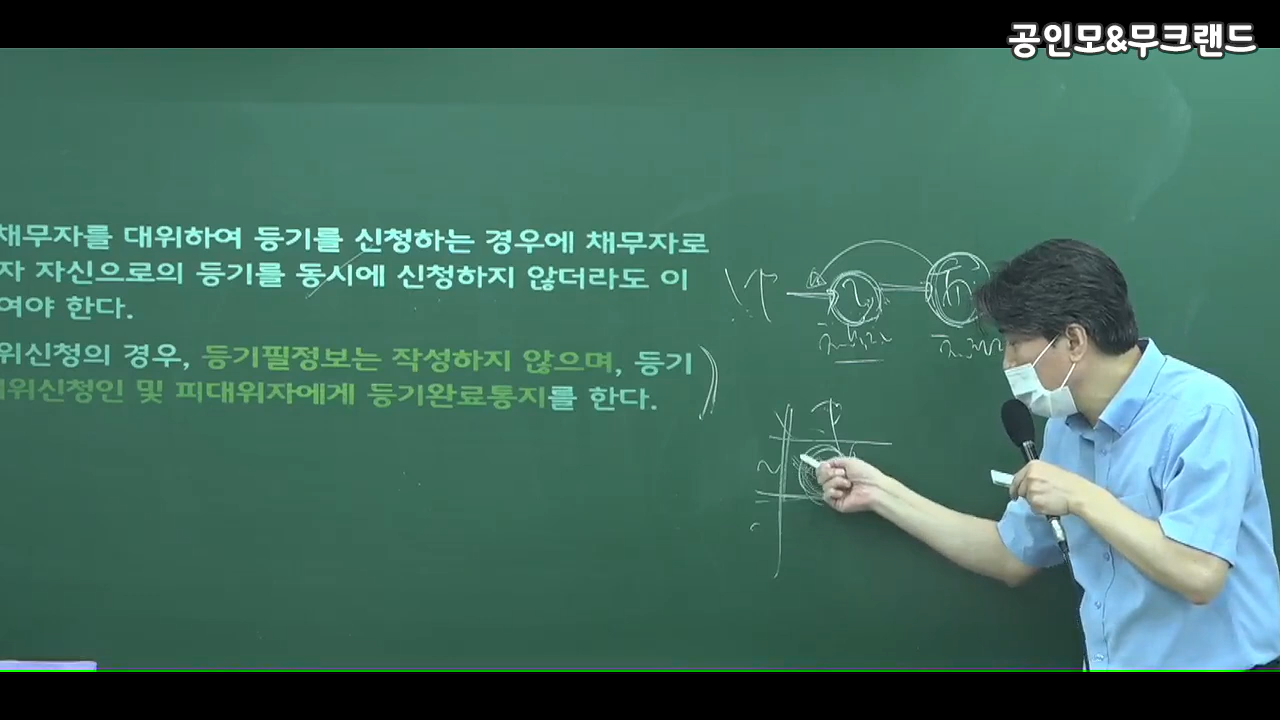 공인모&무크랜드
채무자를 대위하여 등기를 신청하는 경우에 채무자로
자 자신으로의 등기를 동시에 신청하지 않더라도 이
여야 한다.
위신청의 경우, 등기필정보는 작성하지 않으며, 등기
위신청인 및 피대위자에게 등기완료통지를 한다.